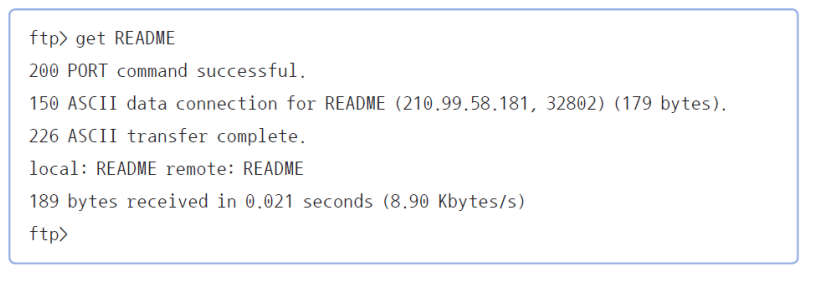 ftp> get README
200 PORT command successful.
150 ASCII data connection for README (210.99.58.181, 32802) (179 bytes).
226 ASCII transfer complete.
local: README remote: README
189 bytes received in 0.021 seconds (8.90 Kbytes/s)
ftp>